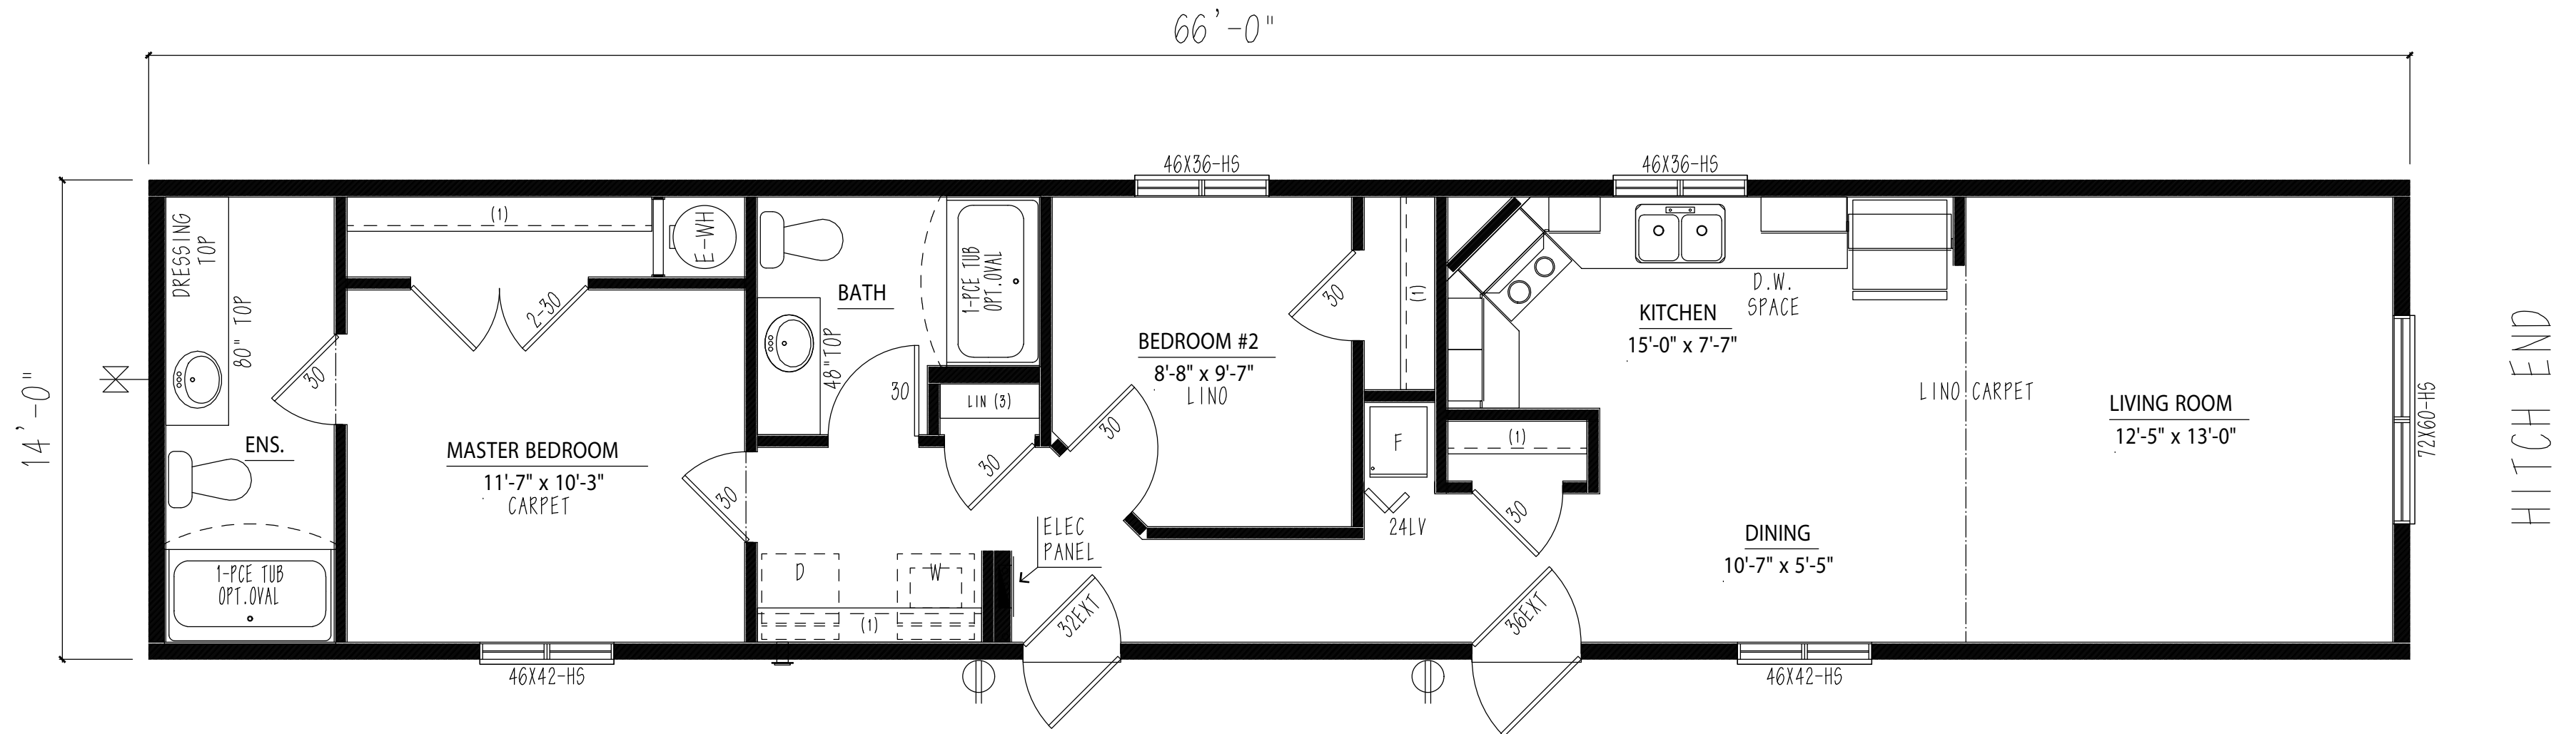 66'-0"
46X36-HS
46X36-HS
14'-0"
DRESSING
TOP
80" TOP
30
ENS.
1-PCE TUB
OPT.OVAL
(1)
E-WH
2-30
MASTER BEDROOM
11'-7" x 10'-3"
CARPET
30
46X42-HS
BATH
1-PCE TUB
OPT.OVAL
48"TOP
30
LIN (3)
30
D
W
(1)
ELEC
PANEL
32EXT
BEDROOM #2
8'-8" x 9'-7"
LINO
30
30
(1)
F
24LV
KITCHEN
15'-0" x 7'-7"
D.W.
SPACE
(1)
30
36EXT
DINING
10'-7" x 5'-5"
46X42-HS
LINO CARPET
LIVING ROOM
12'-5" x 13'-0"
72X60-HS
HITCH END